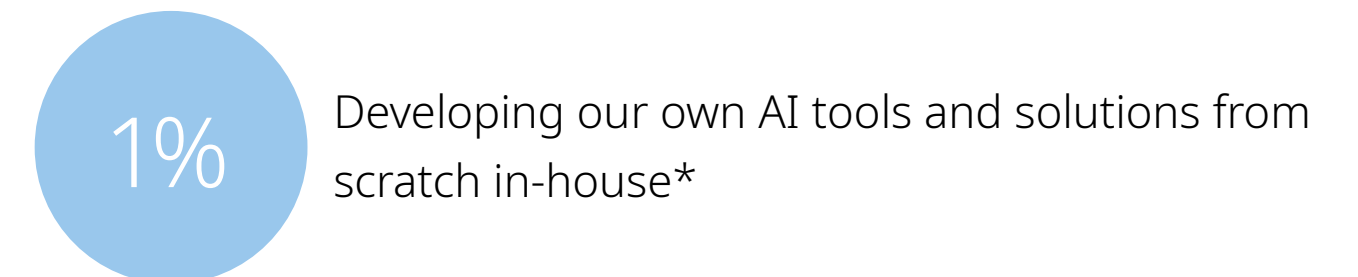 1%
Developing our own AI tools and solutions from
scratch in-house*